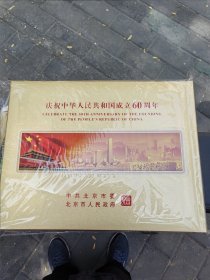 庆祝中华人民共和国成立60周年
CELEBRATE THE 60TH ANNIVERSARY OF THE FOUNDING
OF THE PEOPLE'S REPUBLIC OF CHINA
中共北京市委
北京市人民政府